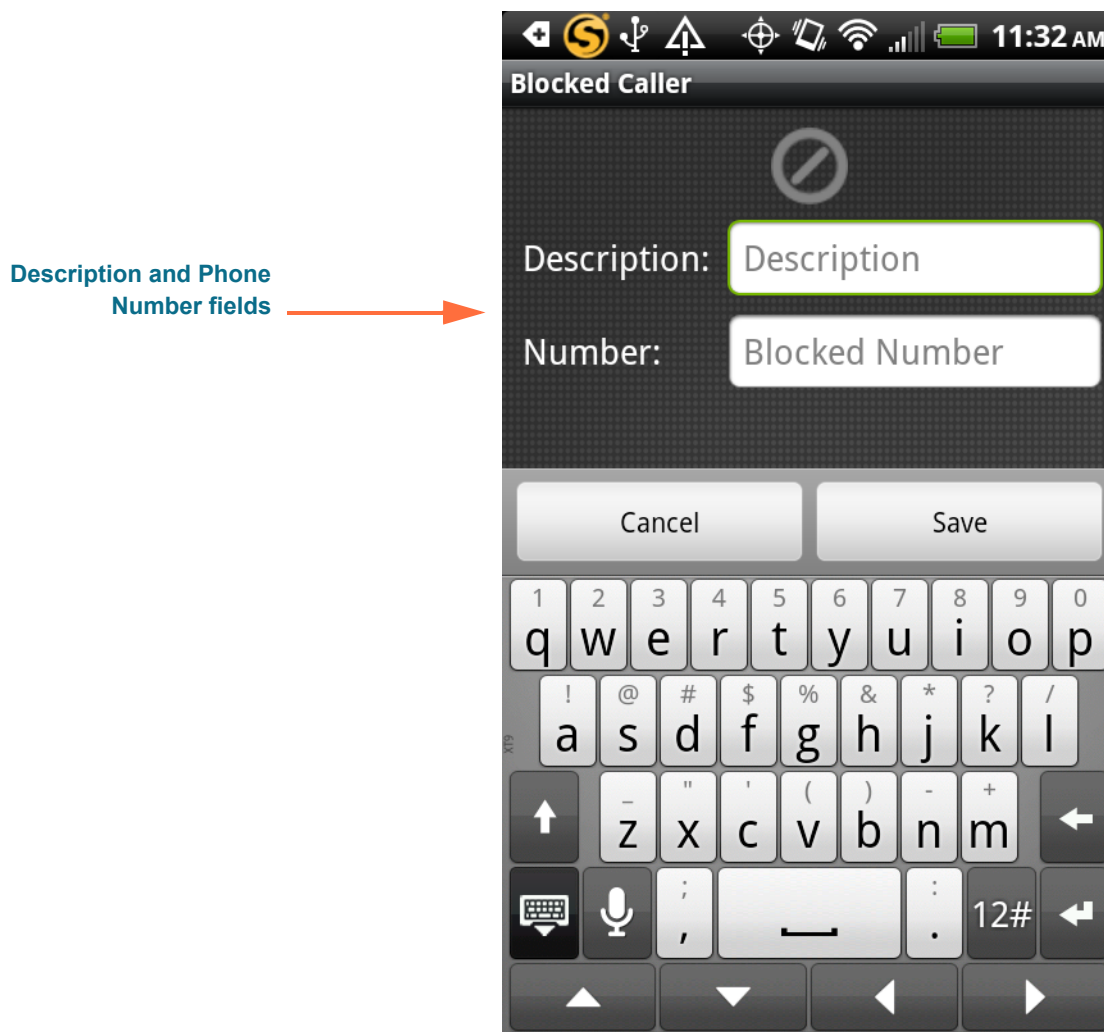 11:32 AM
Blocked Caller
Description and Phone
Number fields
Description: Description
Number: Blocked Number
Cancel Save
1 2 3 4 5 6 7 8 9 0
q w e r t y u i o p
! @ # $ % & * ? /
a s d f g h j k l
XT9
_ " ' ( ) - +
z x c v b n m
; :
, . 12#